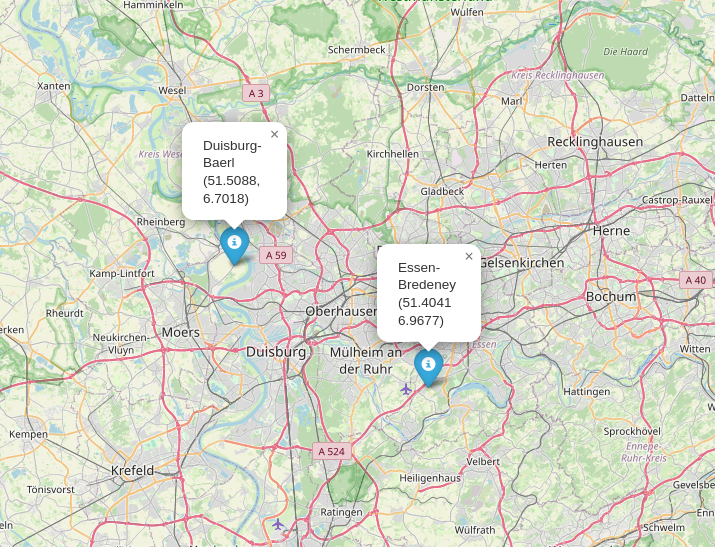 Hamminkeln
Wulfen
Schermbeck
Die Haard
Kreis Recklinghausen
Xanten
Wesel
A 3
Dorsten
Marl
Datteln
×
Duisburg-
Baerl
(51.5088,
6.7018)
Recklinghausen
Kirchhellen
Herten
Gladbeck
Castrop-Rauxel
Rheinberg
Herne
A 59
×
Essen-
Bredeney
(51.4041
6.9677)
Gelsenkirchen
Kamp-Lintfort
A 40
Bochum
Rheurdt
Oberhausen
Moers
Neukirchen-
Vluyn
Essen
Duisburg
Mülheim an
der Ruhr
Witten
Hattingen
Kempen
Sprockhövel
Ennepe-
Ruhr-Kreis
A 524
Velbert
Krefeld
Heiligenhaus
Tönisvorst
Ratingen
Schwelm
Wülfrath